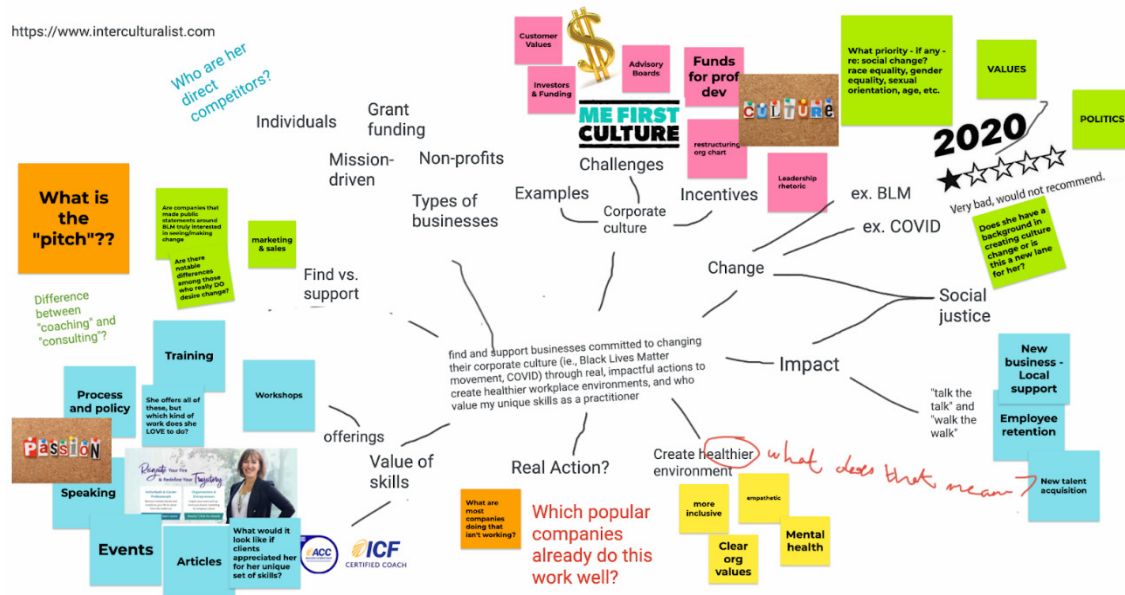 https://www.interculturalist.com
Who are her
direct
competitors?
Individuals
Grant
funding
Mission-
driven
Non-profits
Types of
businesses
Customer
Values
Investors
& Funding
Advisory
Boards
Funds
for prof
dev
ME FIRST
CULTURE
CULTURE
restructuring
org chart
Leadership
rhetoric
Challenges
Examples
Incentives
Corporate
culture
What priority - if any -
re: social change?
race equality, gender
equality, sexual
orientation, age, etc.
VALUES
POLITICS
2020
Very bad, would not recommend.
ex. BLM
ex. COVID
Does she have a
background in
creating culture
change or is
this a new lane
for her?
Change
Social
justice
What is
the
"pitch"??
Are companies that
made public
statements around
BLM truly interested
in seeing/making
change
Are there
notable
differences
among those
who really DO
desire change?
marketing
& sales
Find vs.
support
Difference
between
"coaching" and
"consulting"?
find and support businesses committed to changing
their corporate culture (ie., Black Lives Matter
movement, COVID) through real, impactful actions to
create healthier workplace environments, and who
value my unique skills as a practitioner
Impact
"talk the
talk" and
"walk the
walk"
New
business -
Local
support
Employee
retention
New talent
acquisition
Training
Process
and policy
She offers all of
these, but
which kind of
work does she
LOVE to do?
Workshops
PASSION
Speaking
Reignite Your Fire
& Redefine Your Trajectory
Events
Articles
What would it
look like if
clients
appreciated her
for her unique
set of skills?
offerings
Value of
skills
ACC
ICF
CERTIFIED COACH
Real Action?
What are
most
companies
doing that
isn't working?
Which popular
companies
already do this
work well?
Create healthier
environment
what does that mean?
more
inclusive
empathetic
Clear
org
values
Mental
health